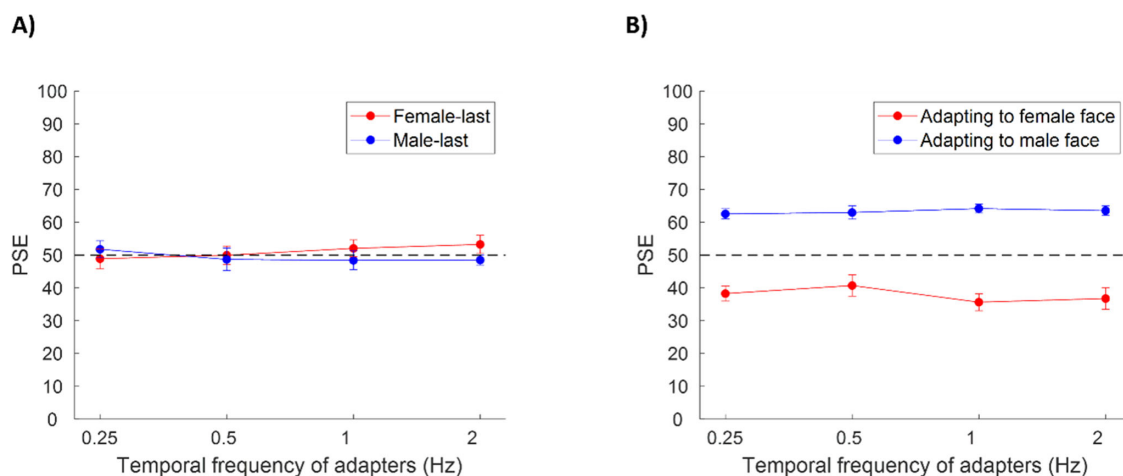 A)
100
90
80
70
60
50
40
30
20
10
0
PSE
Female-last
Male-last
0.25 0.5 1 2
Temporal frequency of adapters (Hz)
B)
100
90
80
70
60
50
40
30
20
10
0
PSE
Adapting to female face
Adapting to male face
0.25 0.5 1 2
Temporal frequency of adapters (Hz)